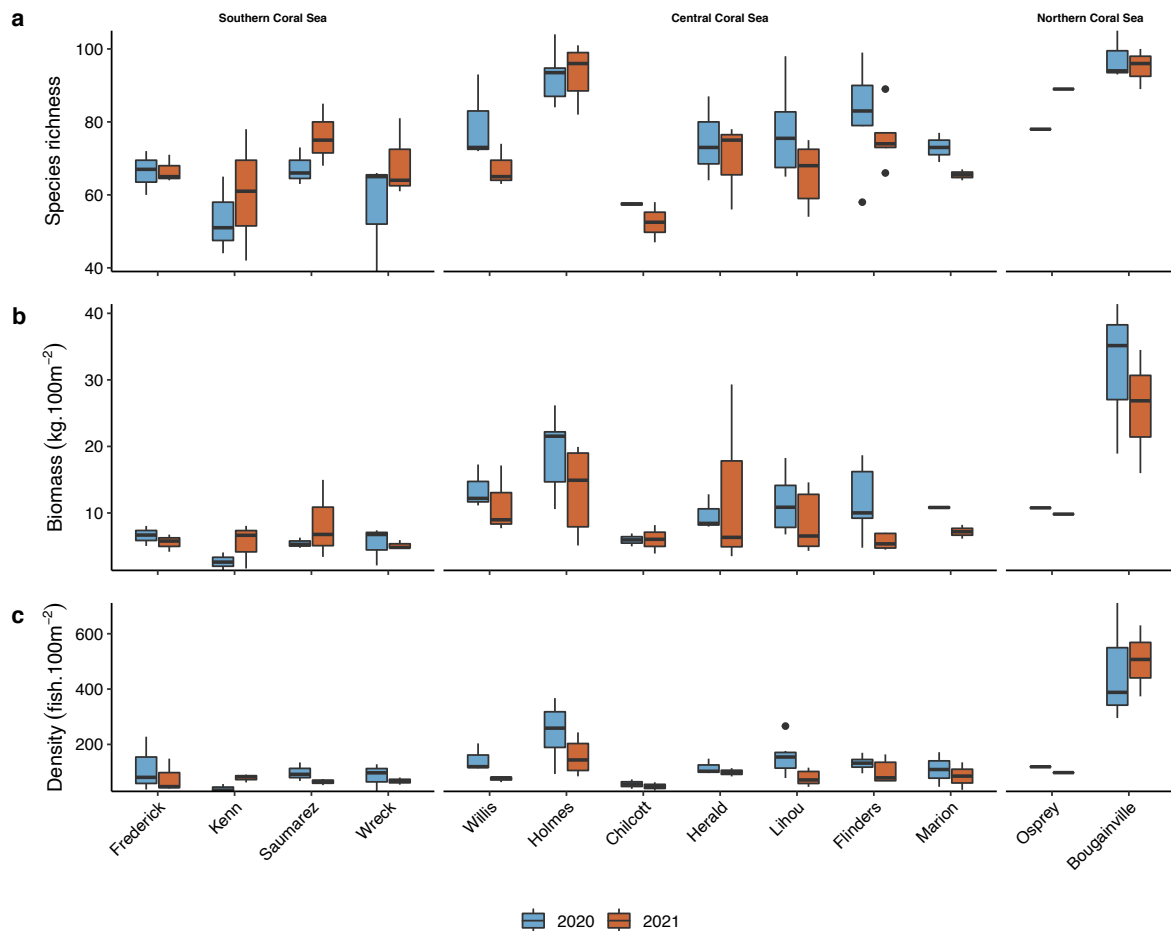 a
Southern Coral Sea Central Coral Sea Northern Coral Sea
Species richness
100
80
60
40
b
Biomass (kg.100m⁻²)
40
30
20
10
c
Density (fish.100m⁻²)
600
400
200
Frederick Kenn Saumarez Wreck Willis Holmes Chilcott Herald Lihou Flinders Marion Osprey Bougainville
2020 2021